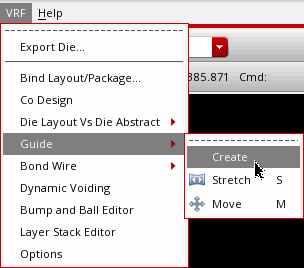 VRF Help
Export Die...
Bind Layout/Package...
385.871 Cmd:
Co Design
Die Layout Vs Die Abstract
Guide
Create
Bond Wire
Stretch S
Dynamic Voiding
Move M
Bump and Ball Editor
Layer Stack Editor
Options